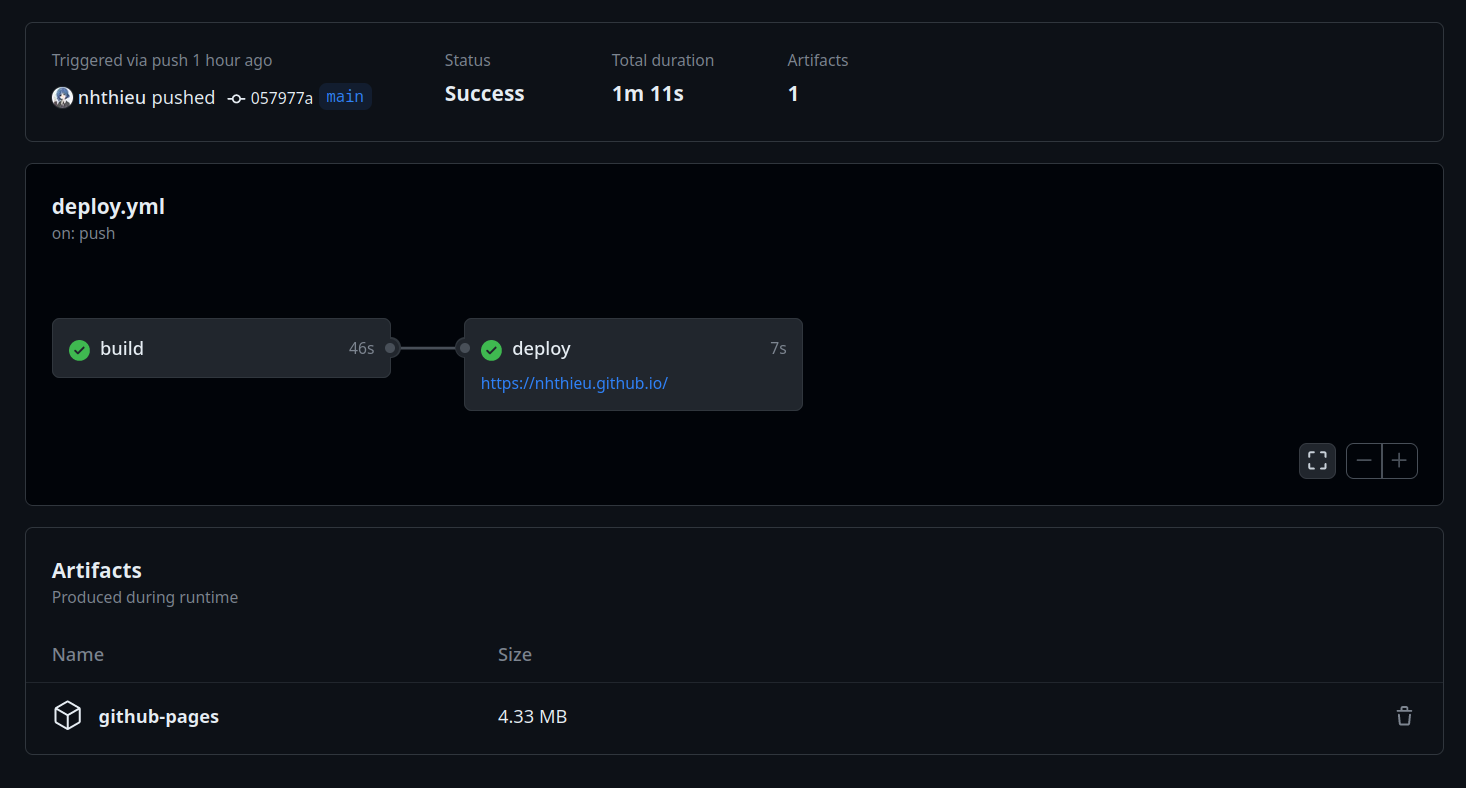 Triggered via push 1 hour ago
nhthieu pushed 057977a main
Status
Success
Total duration
1m 11s
Artifacts
1
deploy.yml
on: push
build 46s
deploy 7s
https://nhthieu.github.io/
Artifacts
Produced during runtime
Name Size
github-pages 4.33 MB